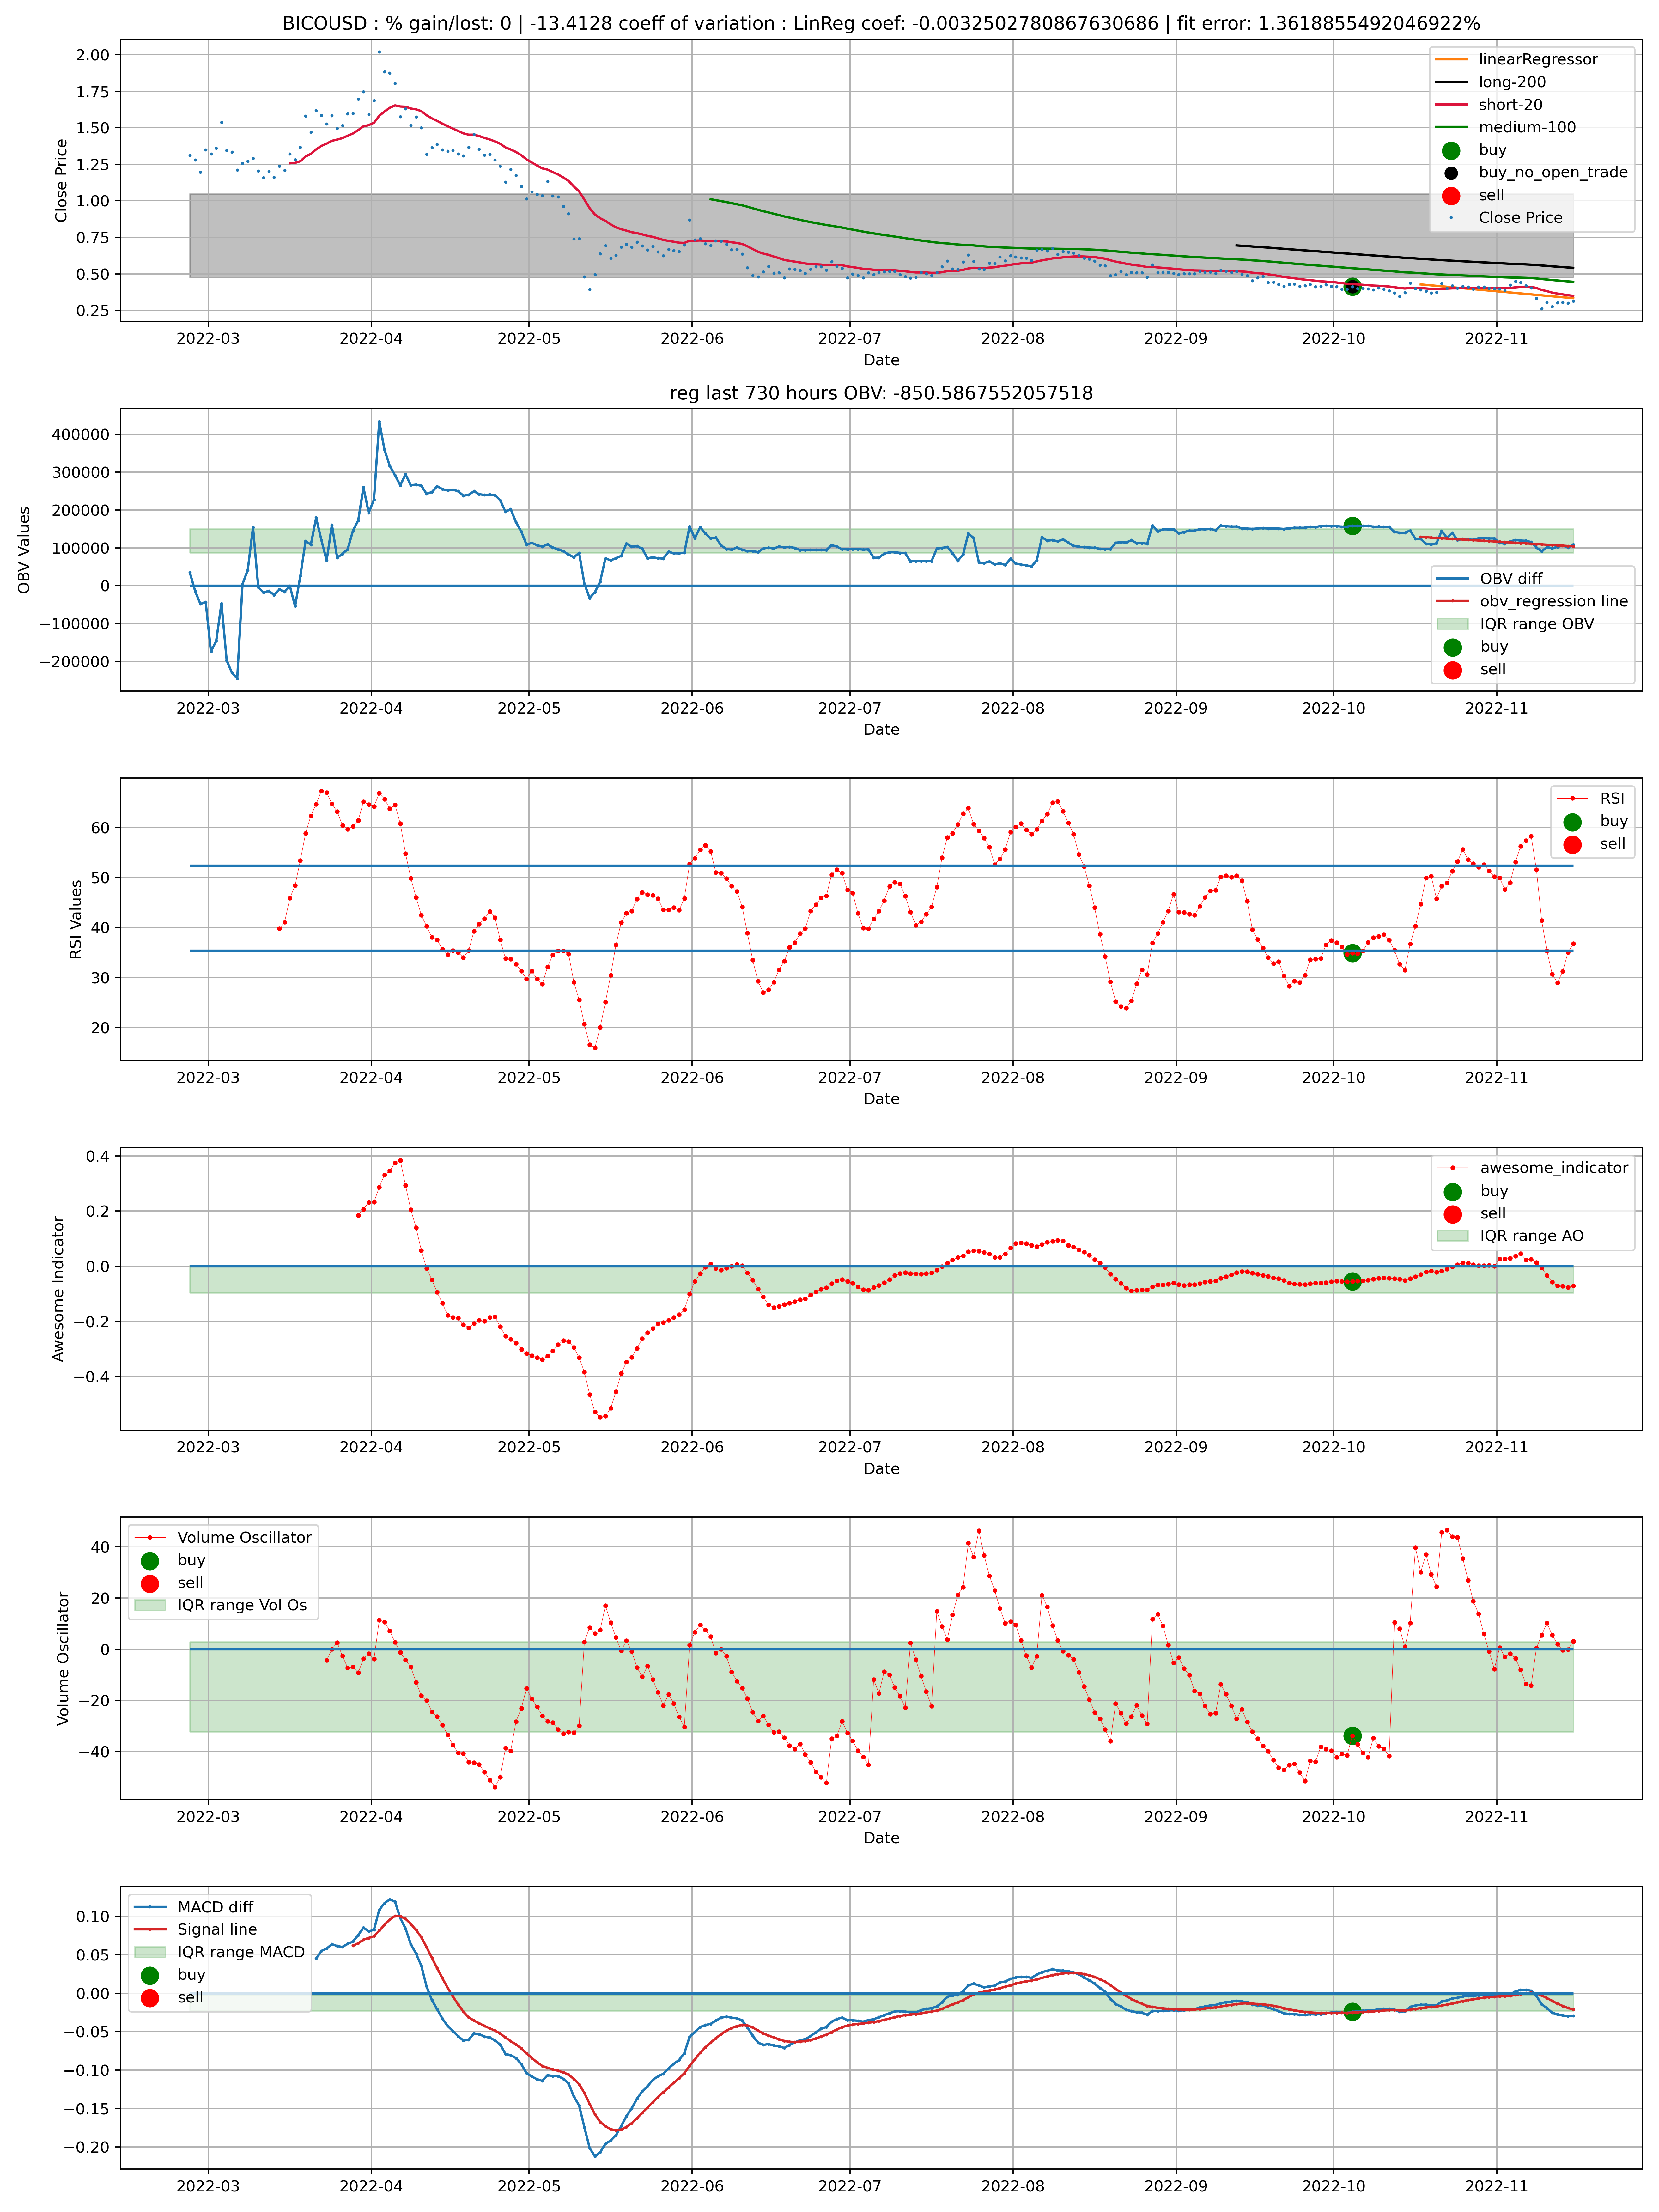 BICOUSD : % gain/lost: 0 | -13.4128 coeff of variation : LinReg coef: -0.0032502780867630686 | fit error: 1.3618855492046922%
2.00
1.75
1.50
1.25
1.00
0.75
0.50
0.25
Close Price
linearRegressor
long-200
short-20
medium-100
buy
buy_no_open_trade
sell
Close Price
2022-03 2022-04 2022-05 2022-06 2022-07 2022-08 2022-09 2022-10 2022-11
Date
reg last 730 hours OBV: -850.5867552057518
400000
300000
200000
100000
0
−100000
−200000
OBV Values
OBV diff
obv_regression line
IQR range OBV
buy
sell
2022-03 2022-04 2022-05 2022-06 2022-07 2022-08 2022-09 2022-10 2022-11
Date
60
50
40
30
20
RSI Values
RSI
buy
sell
2022-03 2022-04 2022-05 2022-06 2022-07 2022-08 2022-09 2022-10 2022-11
Date
0.4
0.2
0.0
−0.2
−0.4
Awesome Indicator
awesome_indicator
buy
sell
IQR range AO
2022-03 2022-04 2022-05 2022-06 2022-07 2022-08 2022-09 2022-10 2022-11
Date
40
20
0
−20
−40
Volume Oscillator
Volume Oscillator
buy
sell
IQR range Vol Os
2022-03 2022-04 2022-05 2022-06 2022-07 2022-08 2022-09 2022-10 2022-11
Date
0.10
0.05
0.00
−0.05
−0.10
−0.15
−0.20
MACD diff
Signal line
IQR range MACD
buy
sell
2022-03 2022-04 2022-05 2022-06 2022-07 2022-08 2022-09 2022-10 2022-11